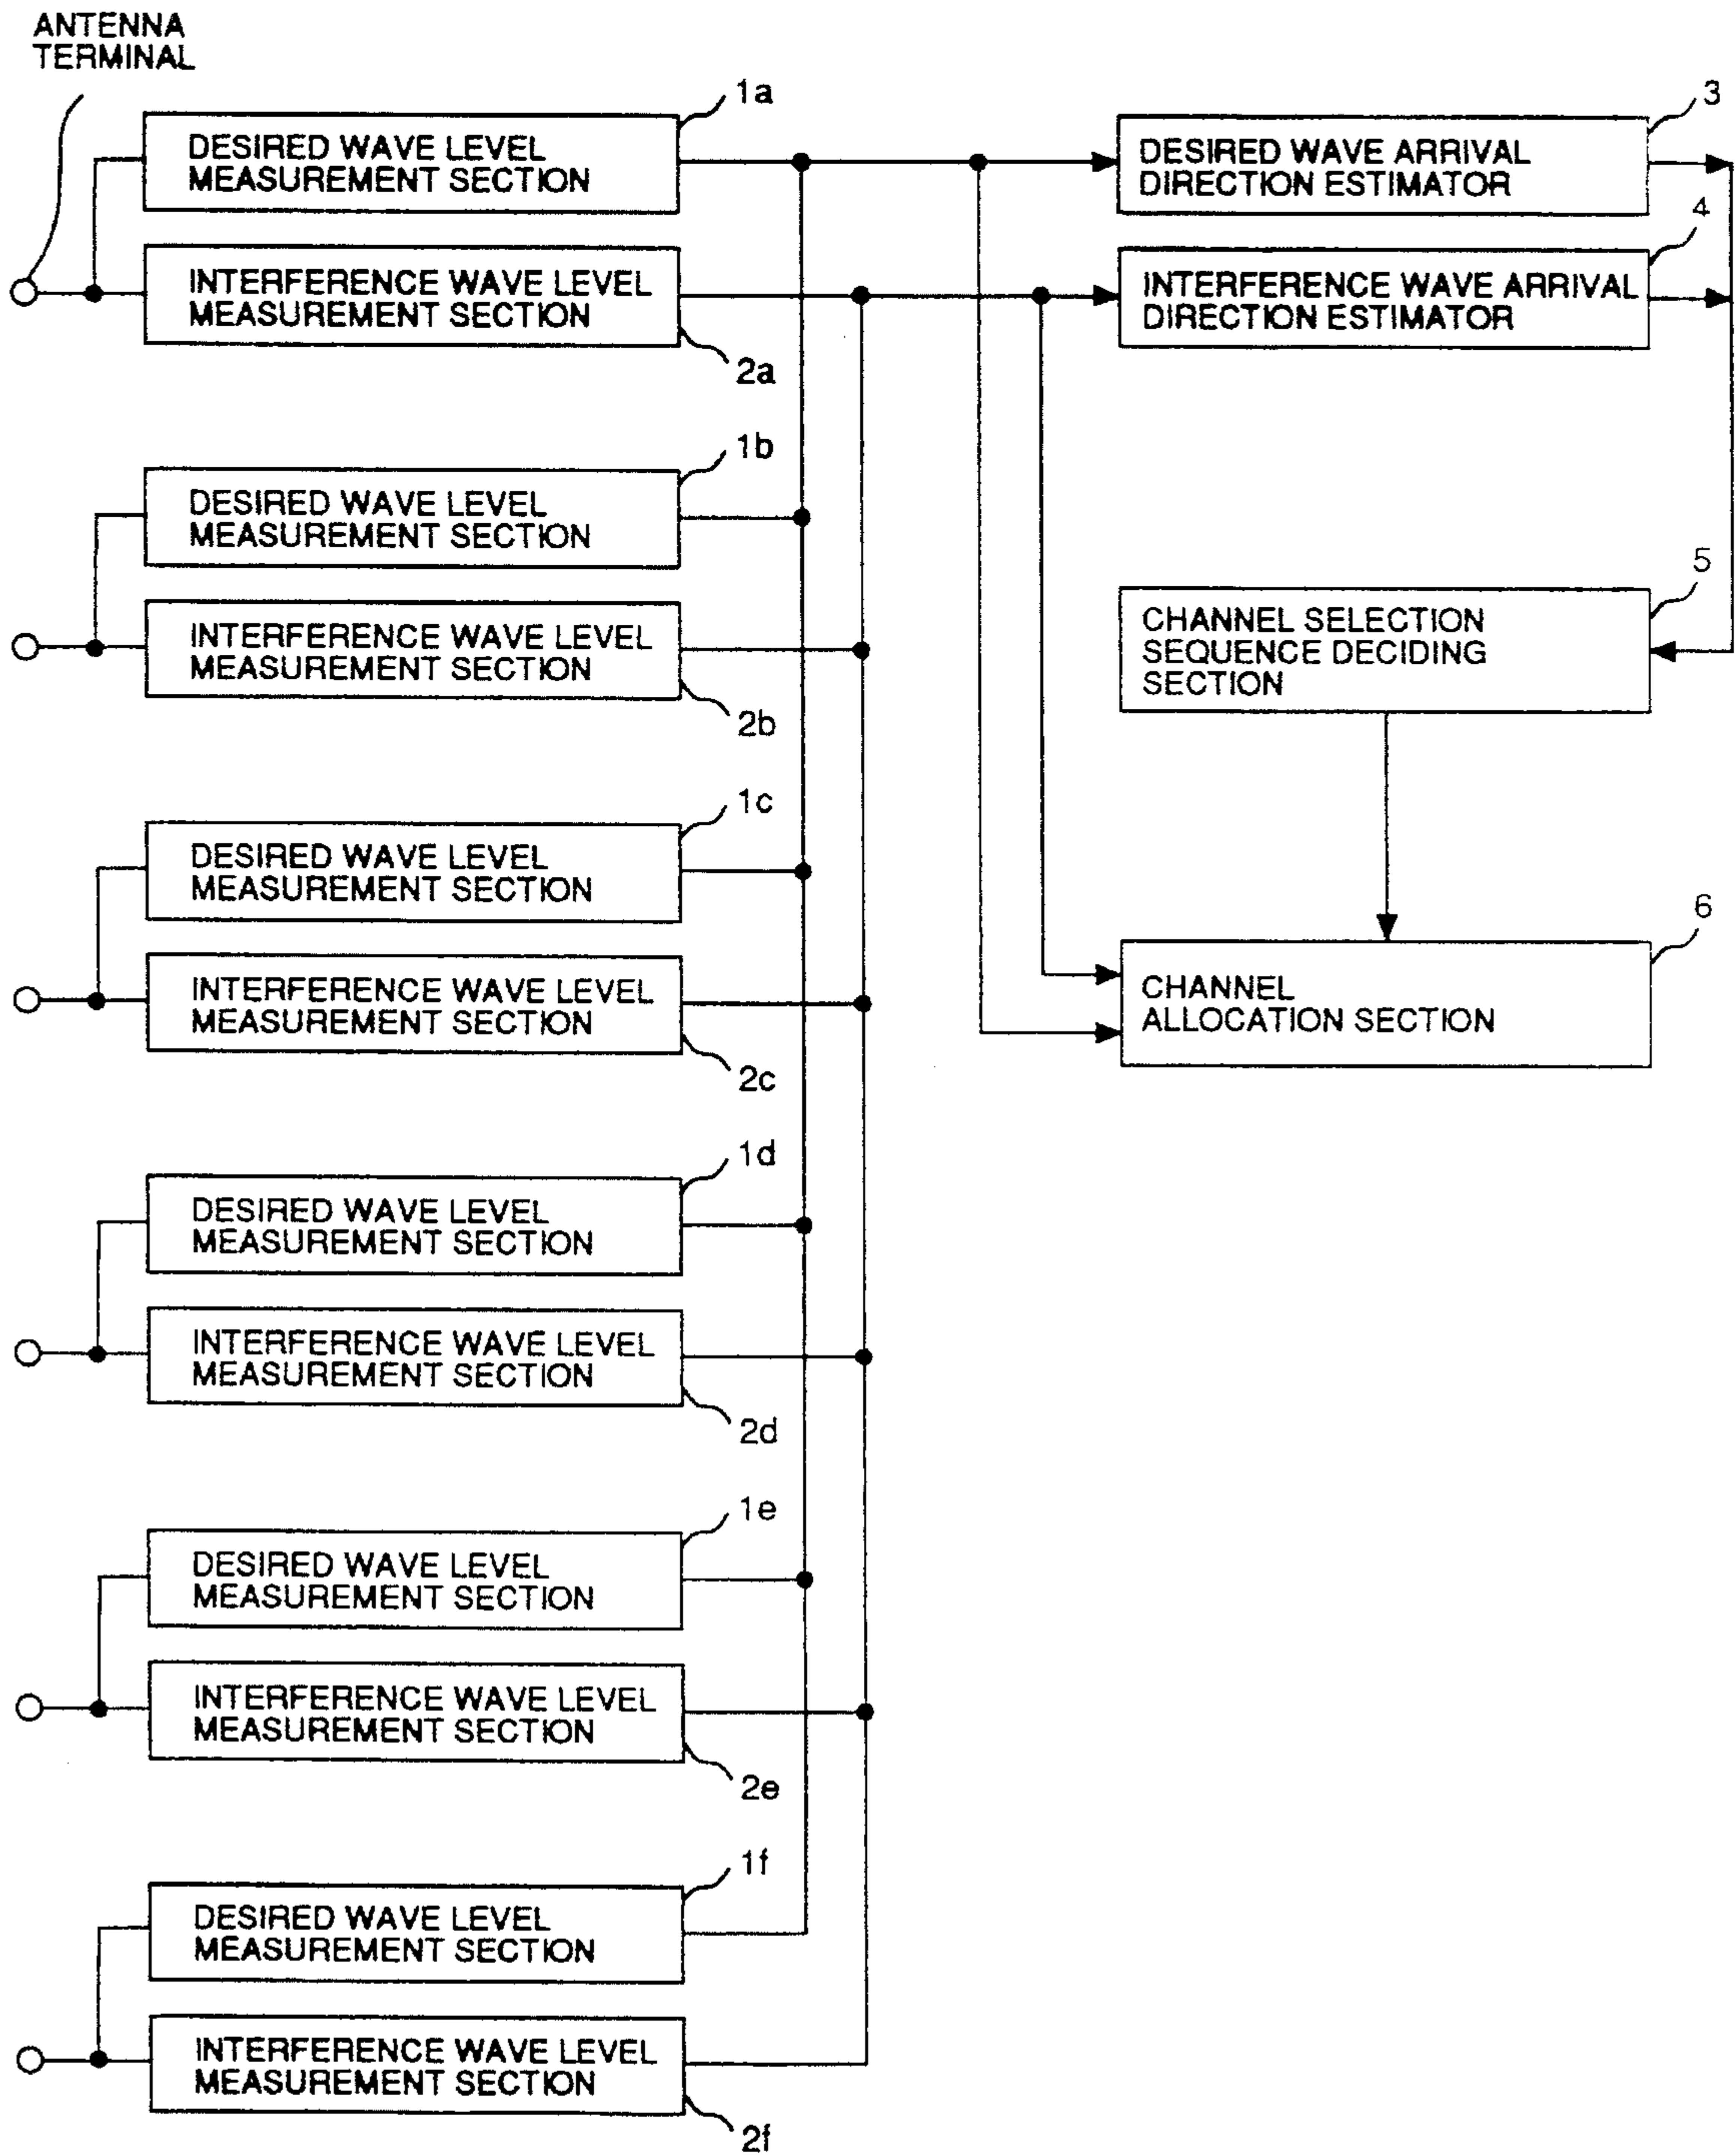 ANTENNA
TERMINAL
1a
DESIRED WAVE LEVEL
MEASUREMENT SECTION
INTERFERENCE WAVE LEVEL
MEASUREMENT SECTION
2a
3
DESIRED WAVE ARRIVAL
DIRECTION ESTIMATOR
4
INTERFERENCE WAVE ARRIVAL
DIRECTION ESTIMATOR
1b
DESIRED WAVE LEVEL
MEASUREMENT SECTION
INTERFERENCE WAVE LEVEL
MEASUREMENT SECTION
2b
5
CHANNEL SELECTION
SEQUENCE DECIDING
SECTION
1c
DESIRED WAVE LEVEL
MEASUREMENT SECTION
INTERFERENCE WAVE LEVEL
MEASUREMENT SECTION
2c
6
CHANNEL
ALLOCATION SECTION
1d
DESIRED WAVE LEVEL
MEASUREMENT SECTION
INTERFERENCE WAVE LEVEL
MEASUREMENT SECTION
2d
1e
DESIRED WAVE LEVEL
MEASUREMENT SECTION
INTERFERENCE WAVE LEVEL
MEASUREMENT SECTION
2e
1f
DESIRED WAVE LEVEL
MEASUREMENT SECTION
INTERFERENCE WAVE LEVEL
MEASUREMENT SECTION
2f